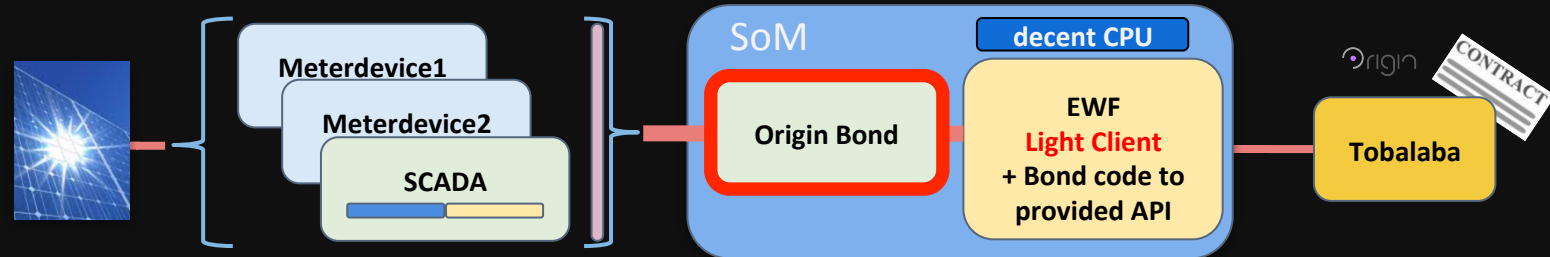 Meterdevice1
Meterdevice2
SCADA
SoM
decent CPU
Origin Bond
EWF
Light Client
+ Bond code to
provided API
Origin
CONTRACT
Tobalaba